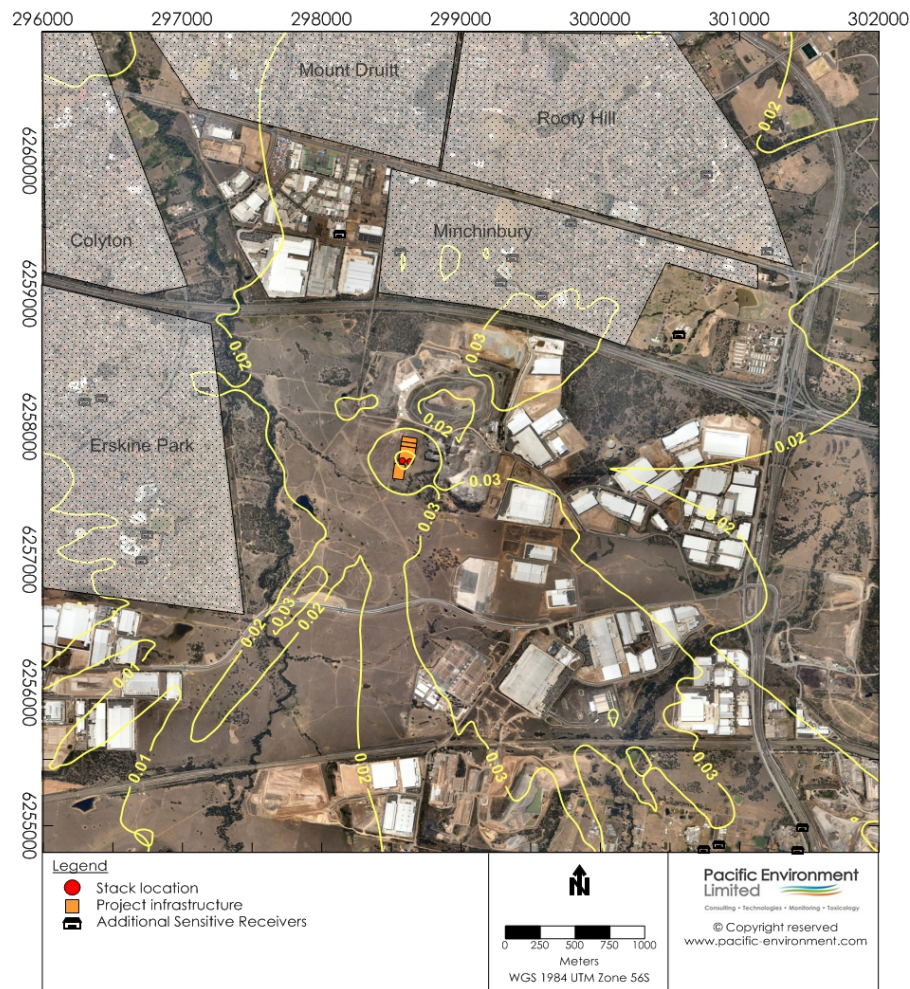 296000 297000 298000 299000 300000 301000 302000
Mount Druitt
Rooty Hill
0.02
6260000
Colyton
Minchinbury
6259000
0.02
0.03
6258000
0.02
Erskine Park
0.02
0.03
0.03
0.02
6257000
0.02
0.03
0.02
0.01
6256000
0.01
0.02
0.03
0.03
6255000
Legend
Stack location
Project infrastructure
Additional Sensitive Receivers
N
0 250 500 750 1000
Meters
WGS 1984 UTM Zone 56S
Pacific Environment
Limited
Consulting • Technologies • Monitoring • Toxicology
© Copyright reserved
www.pacific-environment.com